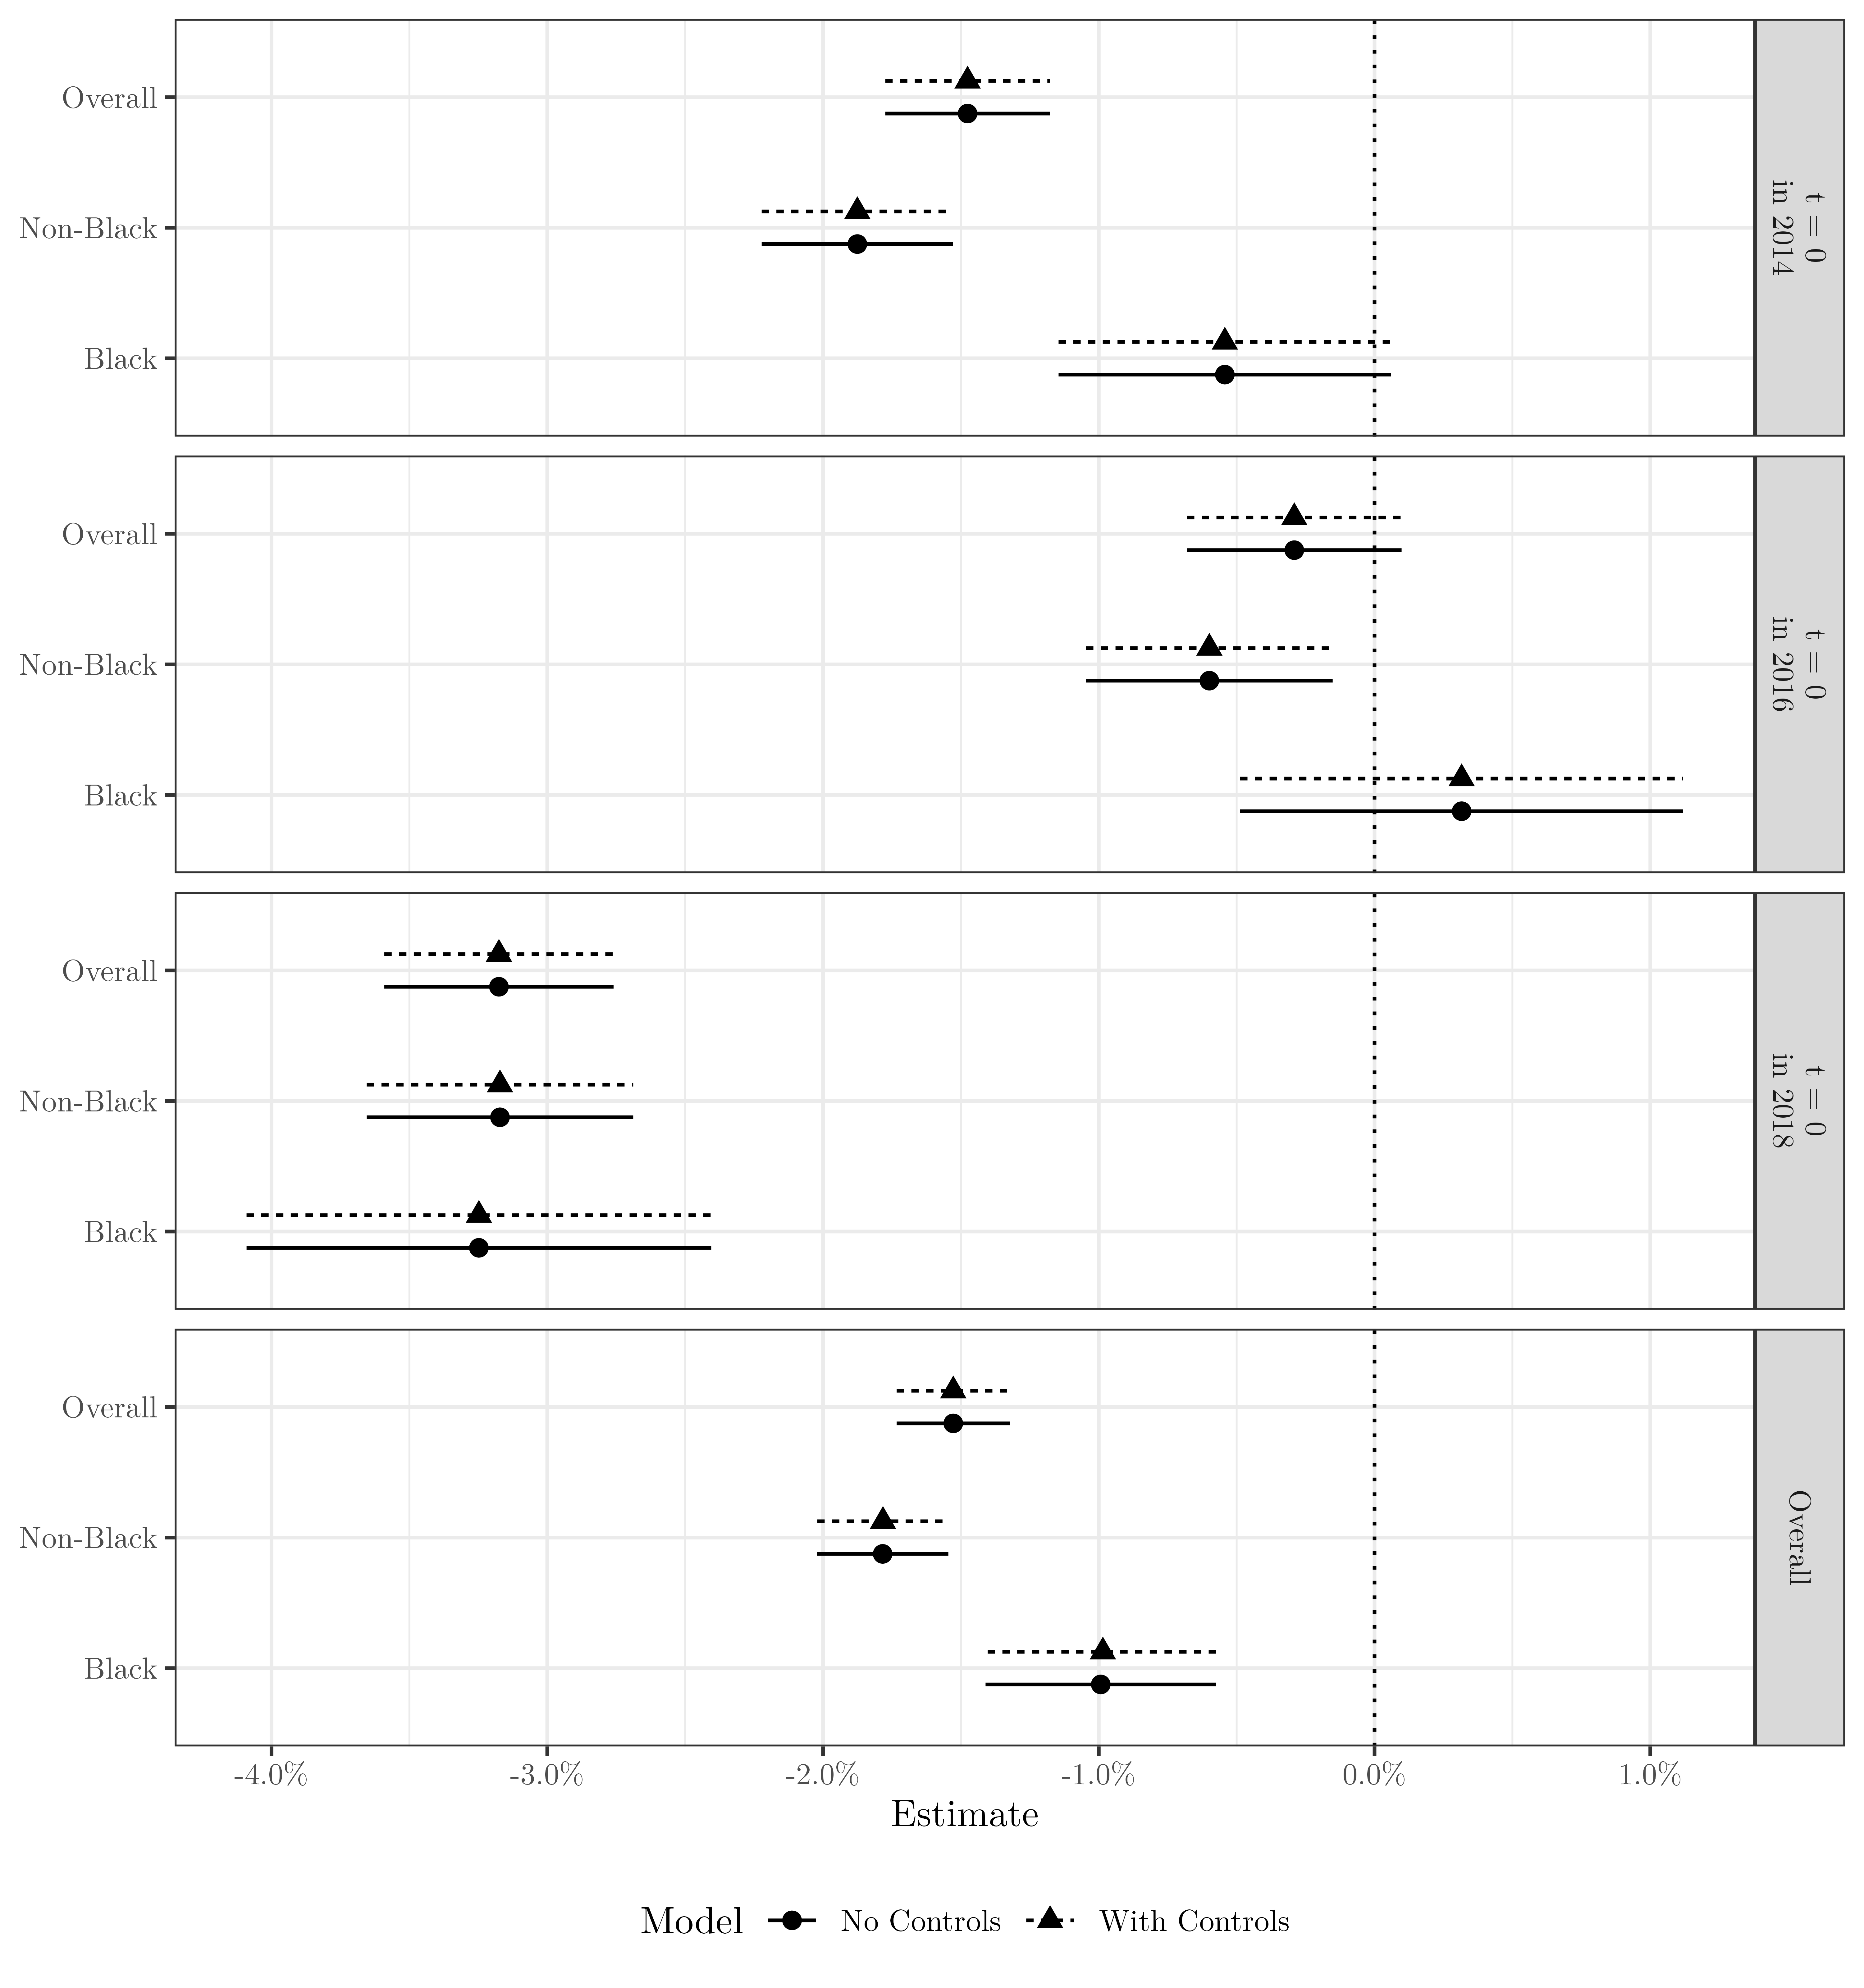 Overall
Non-Black
Black
t = 0
in 2014
Overall
Non-Black
Black
t = 0
in 2016
Overall
Non-Black
Black
t = 0
in 2018
Overall
Non-Black
Black
Overall
-4.0% -3.0% -2.0% -1.0% 0.0% 1.0%
Estimate
Model No Controls With Controls